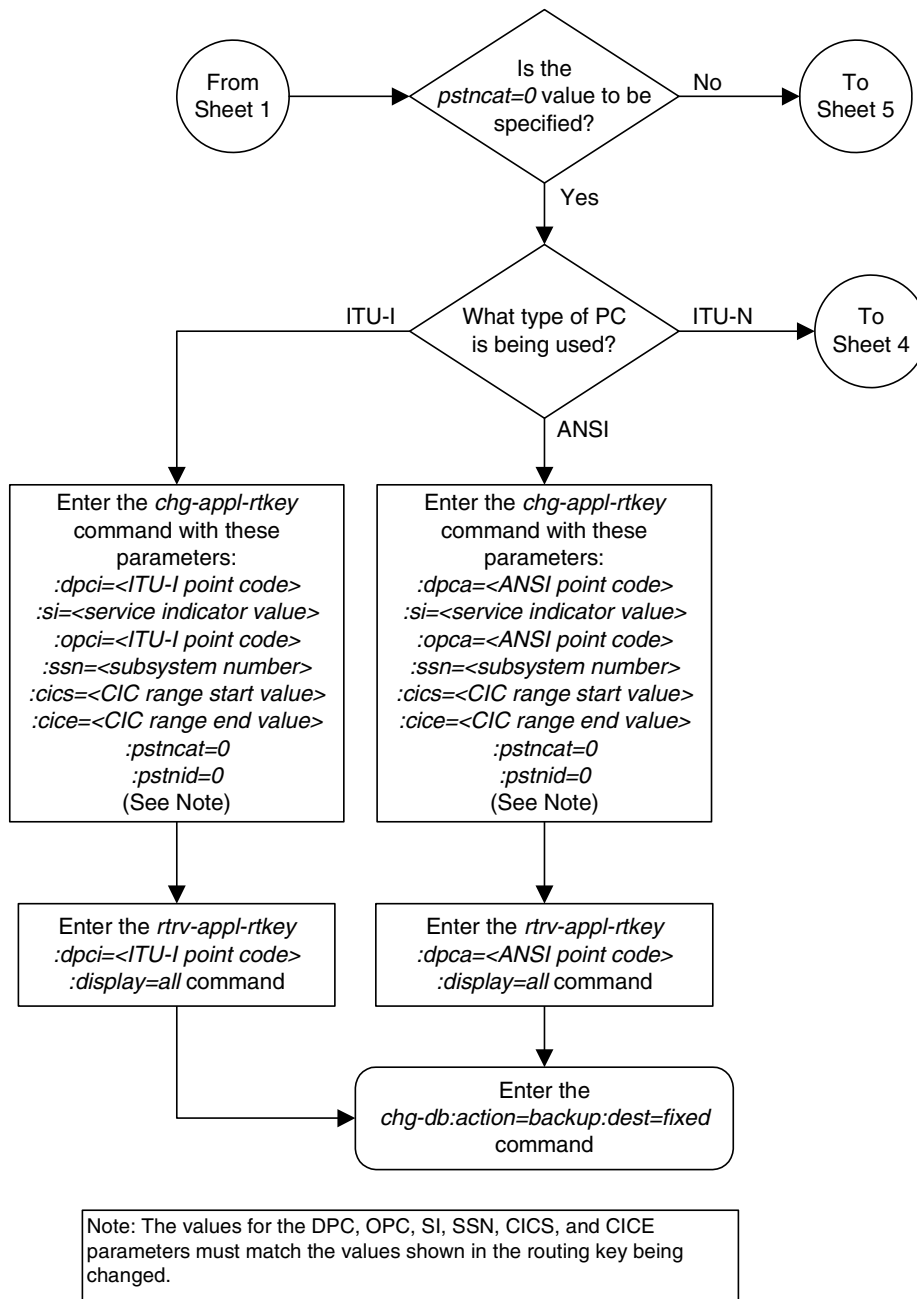 From
Sheet 1
Is the
pstncat=0 value to be
specified?
No
To
Sheet 5
Yes
ITU-I
What type of PC
is being used?
ITU-N
To
Sheet 4
ANSI
Enter the chg-appl-rtkey
command with these
parameters:
:dpci=<ITU-I point code>
:si=<service indicator value>
:opci=<ITU-I point code>
:ssn=<subsystem number>
:cics=<CIC range start value>
:cice=<CIC range end value>
:pstncat=0
:pstnid=0
(See Note)
Enter the chg-appl-rtkey
command with these
parameters:
:dpca=<ANSI point code>
:si=<service indicator value>
:opca=<ANSI point code>
:ssn=<subsystem number>
:cics=<CIC range start value>
:cice=<CIC range end value>
:pstncat=0
:pstnid=0
(See Note)
Enter the rtrv-appl-rtkey
:dpci=<ITU-I point code>
:display=all command
Enter the rtrv-appl-rtkey
:dpca=<ANSI point code>
:display=all command
Enter the
chg-db:action=backup:dest=fixed
command
Note: The values for the DPC, OPC, SI, SSN, CICS, and CICE
parameters must match the values shown in the routing key being
changed.